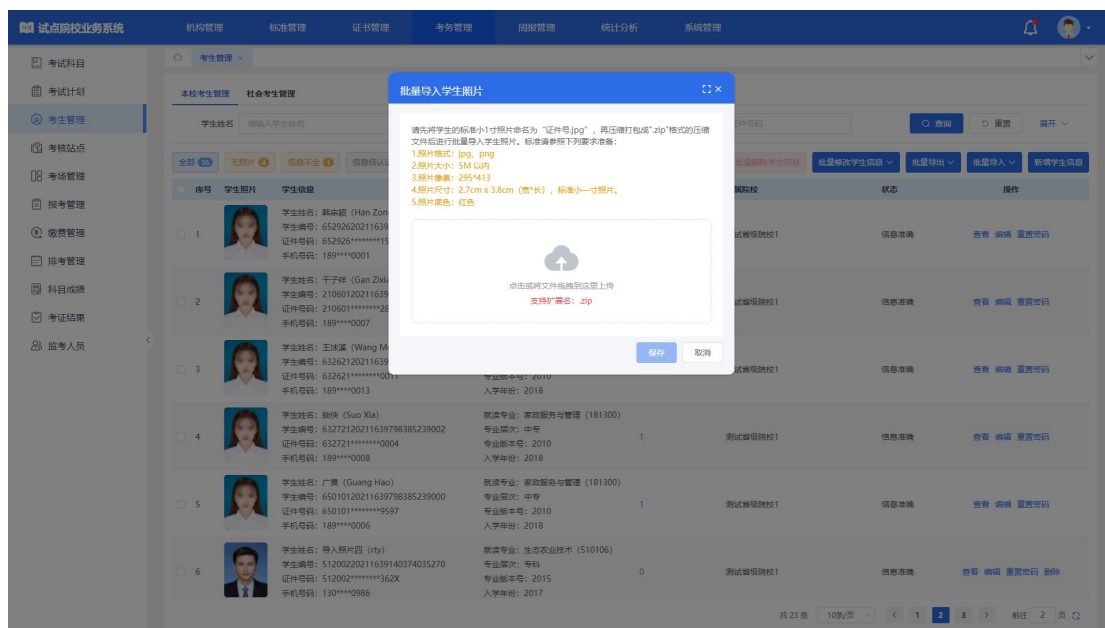 试点院校业务系统
机构管理 标准管理 证书管理 考务管理 周报管理 统计分析 系统管理
考试科目
考试计划
考生管理
考核站点
考场管理
报考管理
缴费管理
排考管理
科目成绩
考证结果
监考人员
考生管理 ×
本校考生管理 社会考生管理
学生姓名 请输入学生姓名
证件号码
查询 重置 展开
全部 无照片 信息不全 信息待认
批量删除学生信息 批量修改学生信息 批量导出 批量导入 新增学生信息
序号 学生照片 学生信息
属院校 状态 操作
批量导入学生照片
请先将学生的标准小1寸照片命名为“证件号.jpg”，再压缩打包成".zip"格式的压缩
文件后进行批量导入学生照片。标准请参照下列要求准备：
1.照片格式：jpg，png
2.照片大小：5M 以内
3.照片像素：295*413
4.照片尺寸：2.7cm x 3.8cm（宽*长），标准小一寸照片。
5.照片底色：红色
点击或将文件拖拽到这里上传
支持扩展名：.zip
保存 取消
1
学生姓名：韩宗颖（Han Zon
学生编号：65292620211639
证件号码：652926********15
手机号码：189****0001
试省级院校1 信息准确 查看 编辑 重置密码
2
学生姓名：干子祥（Gan Zixia
学生编号：21060120211639
证件号码：210601********28
手机号码：189****0007
试省级院校1 信息准确 查看 编辑 重置密码
3
学生姓名：王沫溪（Wang M
学生编号：63262120211639
证件号码：632621********0011
手机号码：189****0013
专业版本号：2010
入学年份：2018
试省级院校1 信息准确 查看 编辑 重置密码
4
学生姓名：锁侠（Suo Xia）
学生编号：63272120211639798385239002
证件号码：632721********0004
手机号码：189****0008
就读专业：家政服务与管理（181300）
专业层次：中专
专业版本号：2010
入学年份：2018
1 测试省级院校1 信息准确 查看 编辑 重置密码
5
学生姓名：广昊（Guang Hao）
学生编号：65010120211639798385239000
证件号码：650101********9597
手机号码：189****0006
就读专业：家政服务与管理（181300）
专业层次：中专
专业版本号：2010
入学年份：2018
1 测试省级院校1 信息准确 查看 编辑 重置密码
6
学生姓名：导入照片四（rty）
学生编号：51200220211639140374035270
证件号码：512002********362X
手机号码：130****0986
就读专业：生态农业技术（510106）
专业层次：专科
专业版本号：2015
入学年份：2017
0 测试省级院校1 信息准确 查看 编辑 重置密码 删除
共 23 条 10条/页 1 2 3 前往 2 页